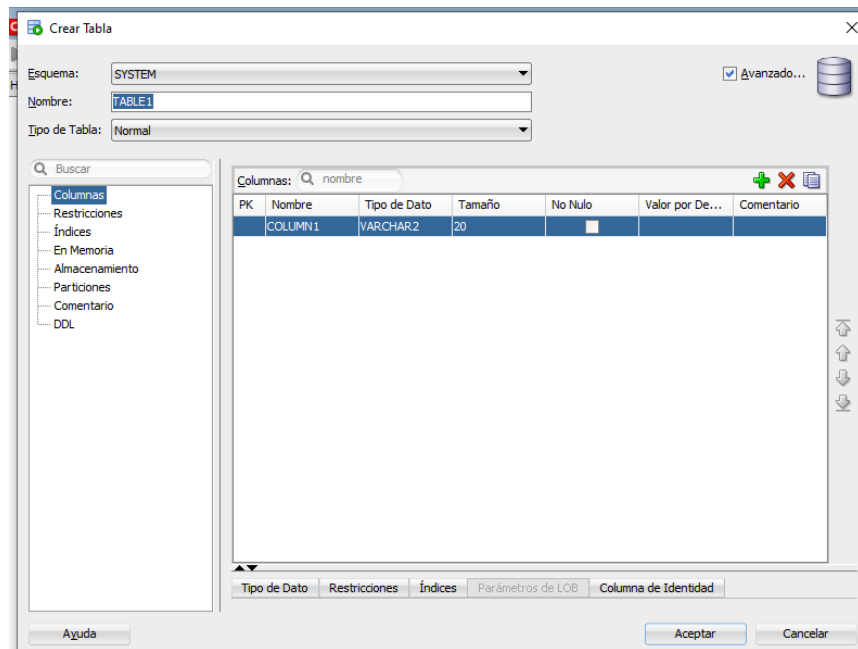 Crear Tabla
Esquema: SYSTEM
Avanzado...
Nombre: TABLE1
Tipo de Tabla: Normal
Buscar
Columnas
Restricciones
Índices
En Memoria
Almacenamiento
Particiones
Comentario
DDL
Columnas: nombre
PK Nombre Tipo de Dato Tamaño No Nulo Valor por De... Comentario
COLUMN1 VARCHAR2 20
Tipo de Dato Restricciones Índices Parámetros de LOB Columna de Identidad
Ayuda Aceptar Cancelar